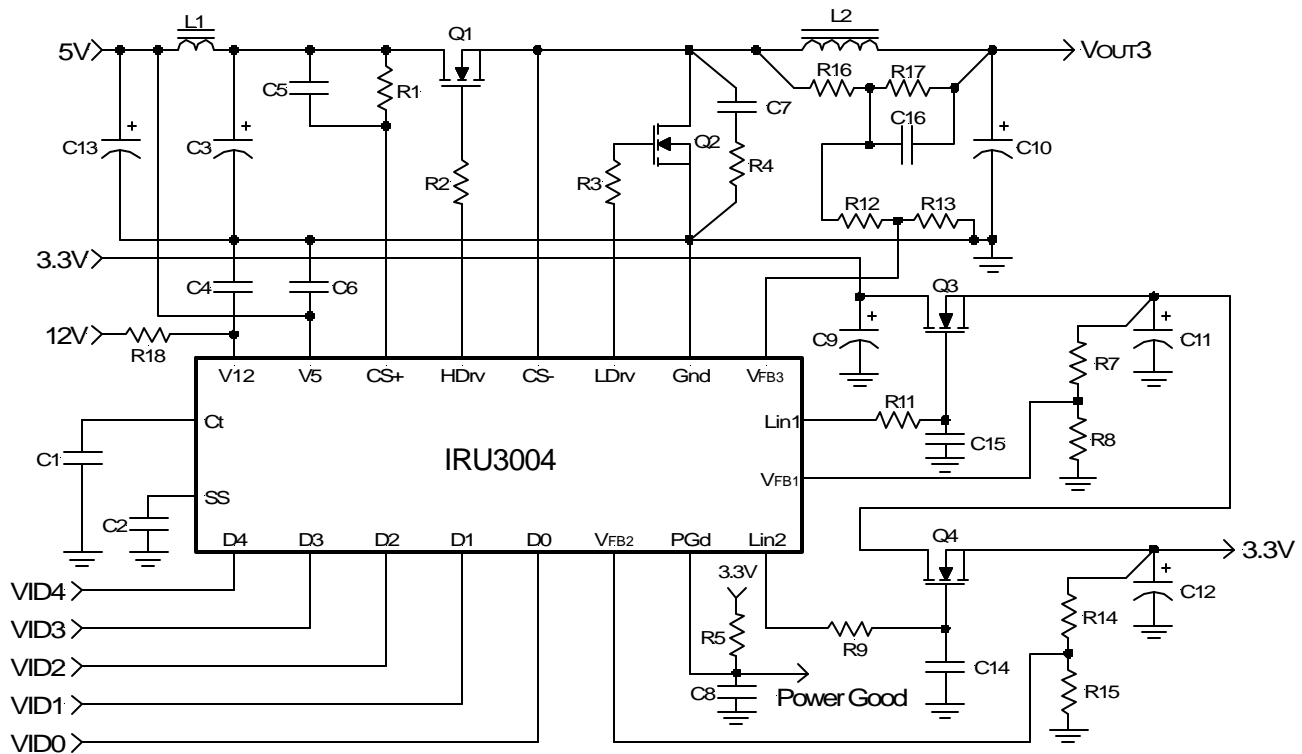 L1
Q1
L2
5V
VOUT3
R16
R17
C5
R1
C7
C16
C13
+
C3
+
Q2
C10
+
R2
R3
R4
R12
R13
3.3V
C4
C6
Q3
12V
R18
C9
+
C11
+
R7
V12
V5
CS+
HDrv
CS-
LDrv
Gnd
VFB3
Ct
Lin1
R11
C15
R8
C1
IRU3004
VFB1
SS
C2
D4
D3
D2
D1
D0
VFB2
PGd
Lin2
Q4
3.3V
3.3V
+
C12
VID4
VID3
R5
R9
R14
VID2
C14
C8
Power Good
R15
VID1
VID0